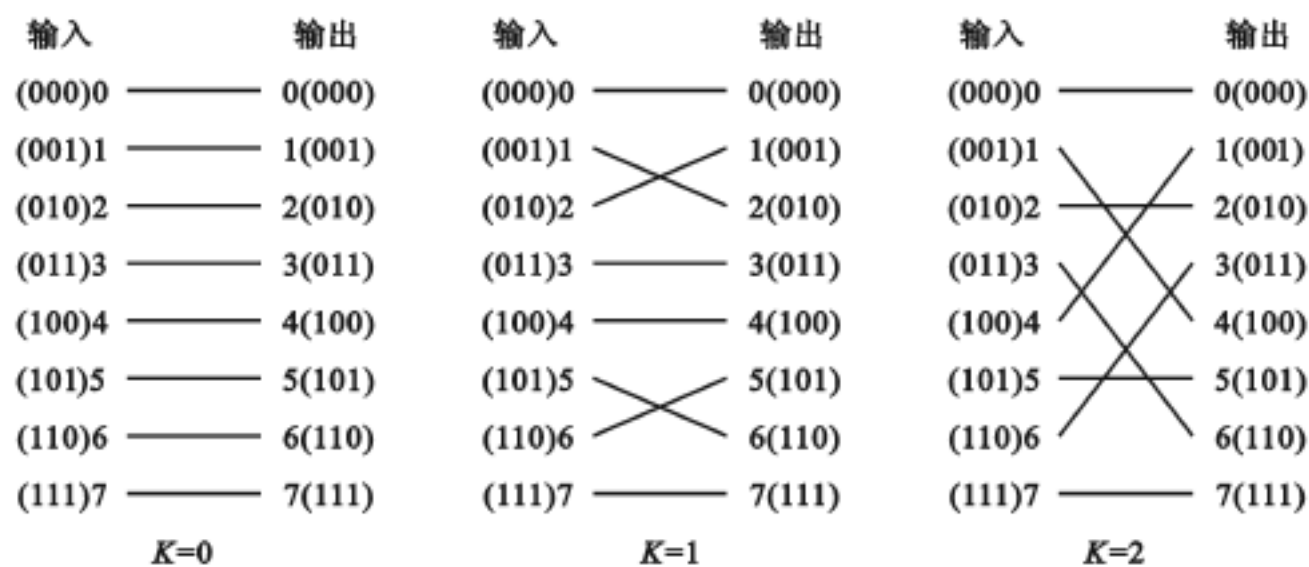 输入 输出 输入 输出 输入 输出
(000)0 0(000) (000)0 0(000) (000)0 0(000)
(001)1 1(001) (001)1 1(001) (001)1 1(001)
(010)2 2(010) (010)2 2(010) (010)2 2(010)
(011)3 3(011) (011)3 3(011) (011)3 3(011)
(100)4 4(100) (100)4 4(100) (100)4 4(100)
(101)5 5(101) (101)5 5(101) (101)5 5(101)
(110)6 6(110) (110)6 6(110) (110)6 6(110)
(111)7 7(111) (111)7 7(111) (111)7 7(111)
K=0 K=1 K=2